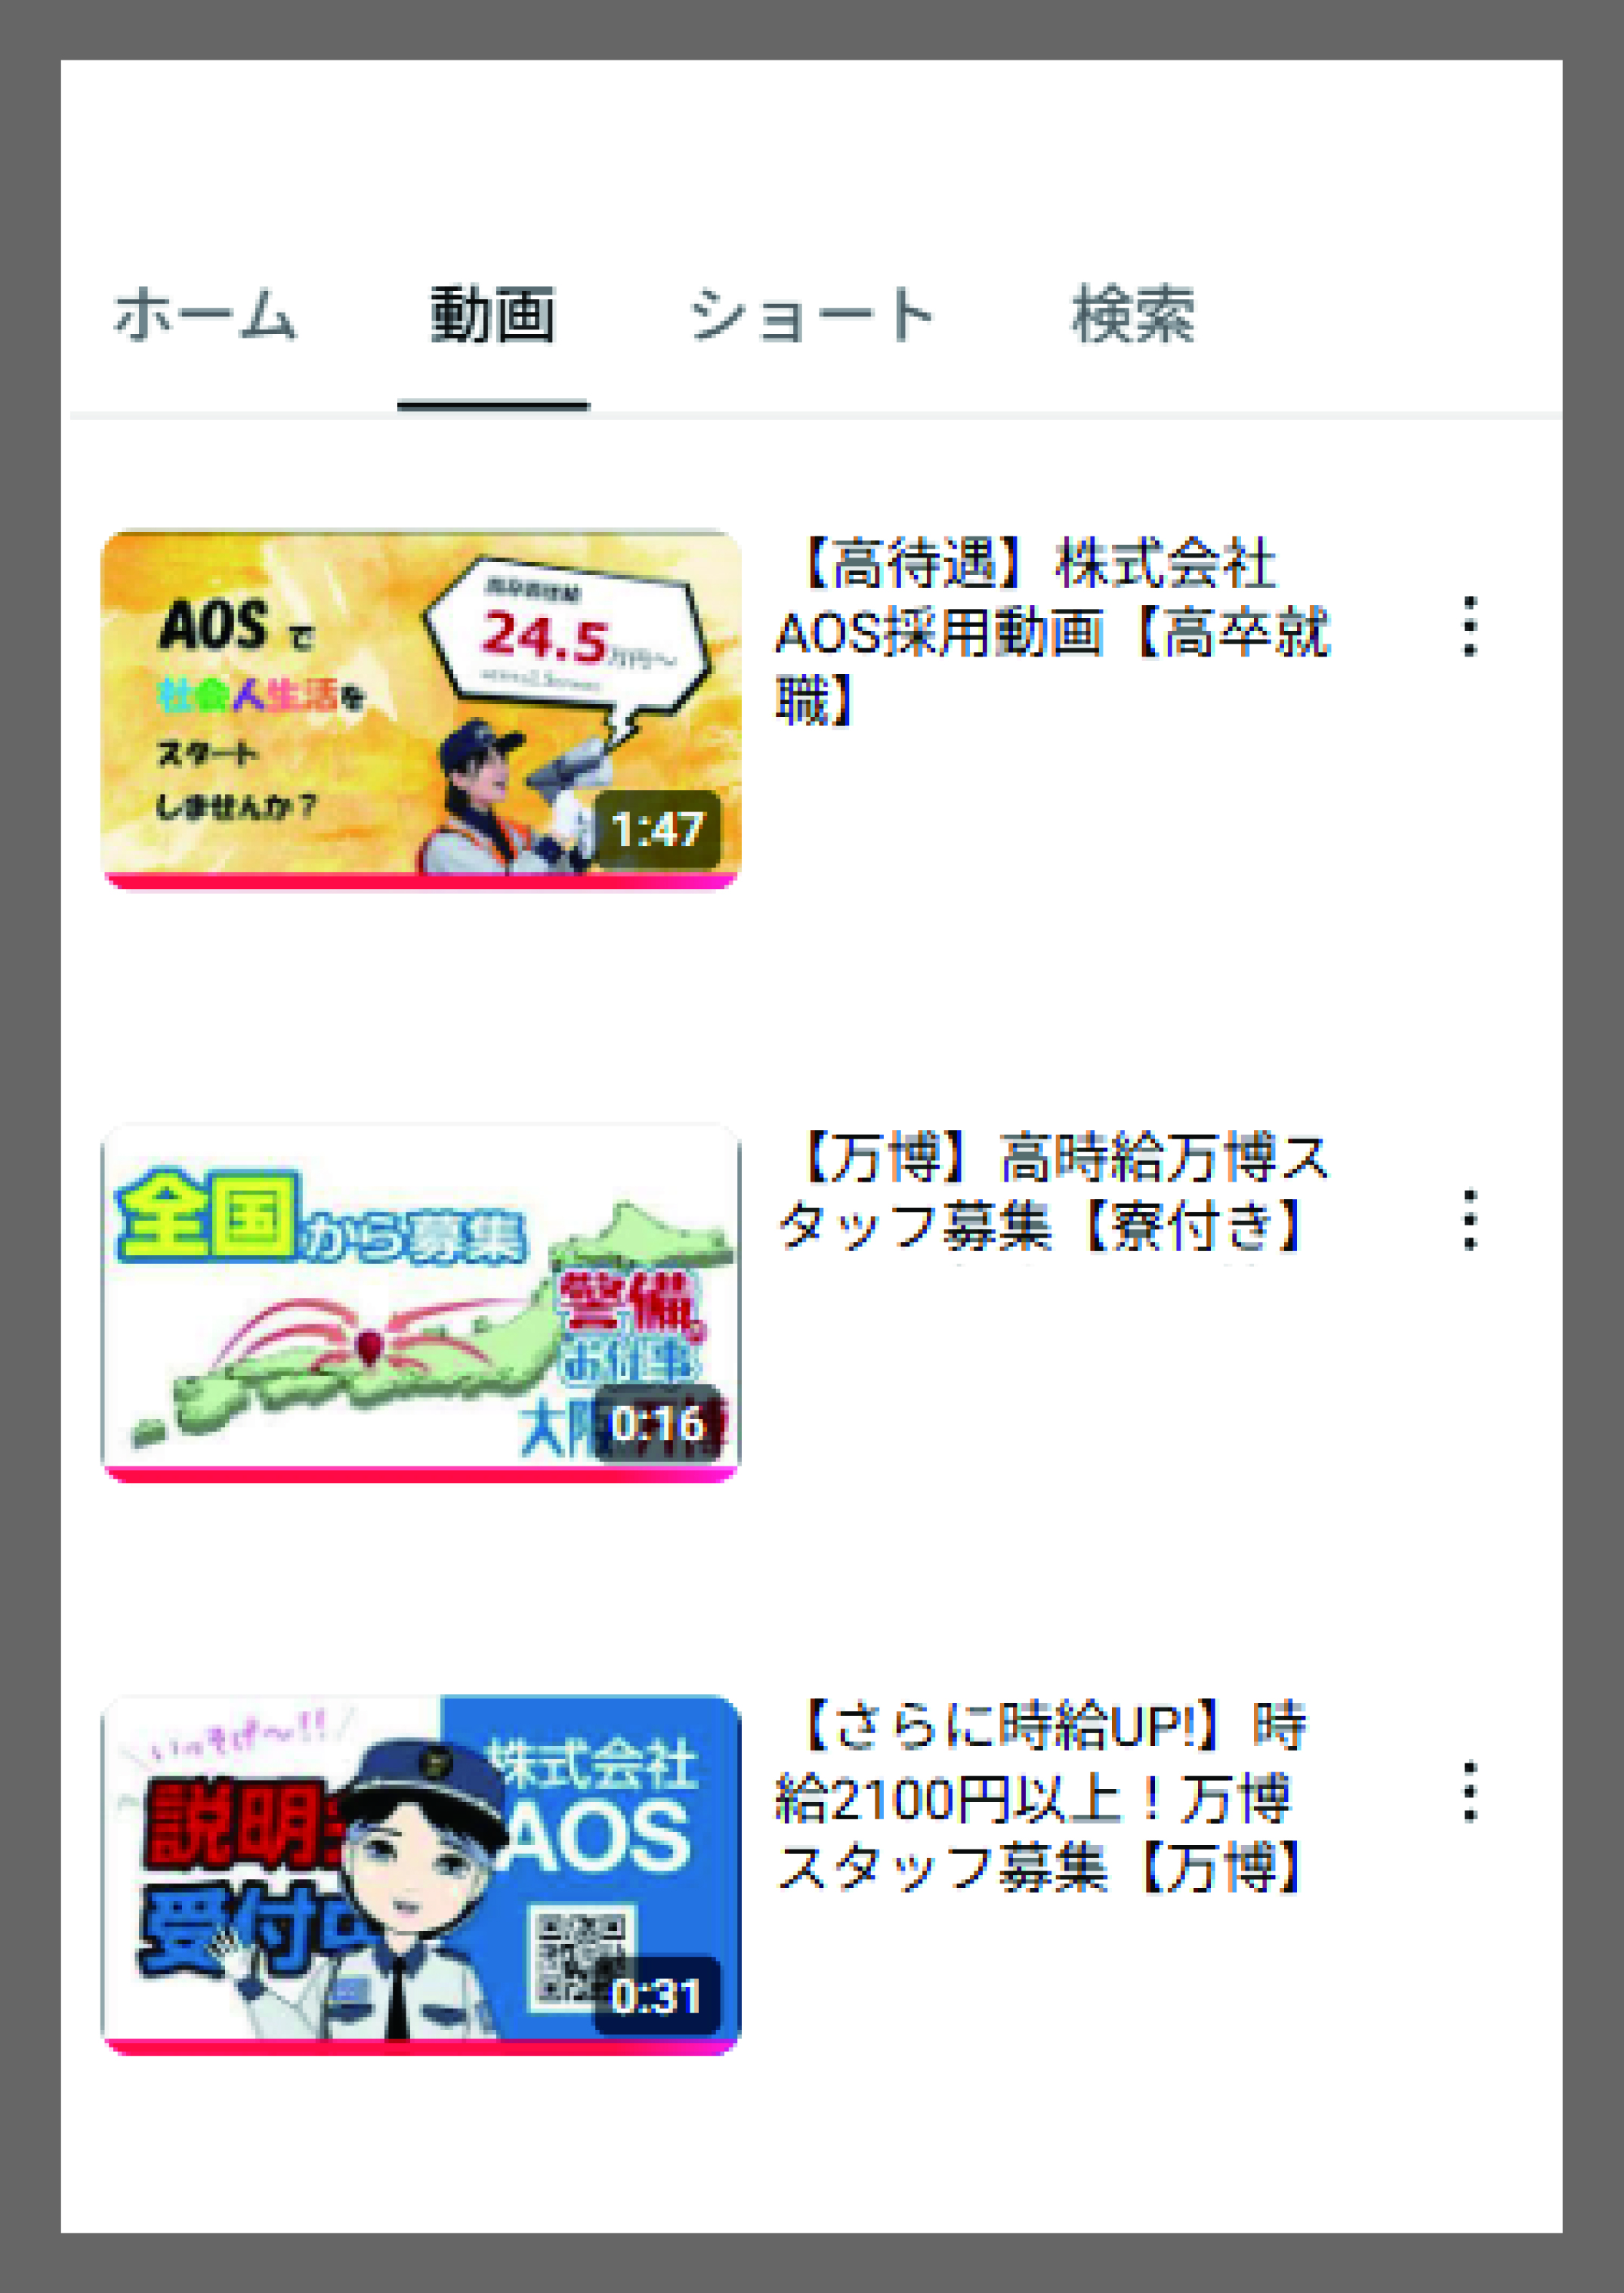 ホーム 動画 ショート 検索
AOS で
社会人生活を
スタート
しませんか？
24.5万円～
1:47
【高待遇】株式会社
AOS採用動画【高卒就
職】
全国から募集
警備の
お仕事
大阪
0:16
【万博】高時給万博ス
タッフ募集【寮付き】
いっそげ～!!
説明
受付中
株式会社
AOS
0:31
【さらに時給UP!】時
給2100円以上！万博
スタッフ募集【万博】